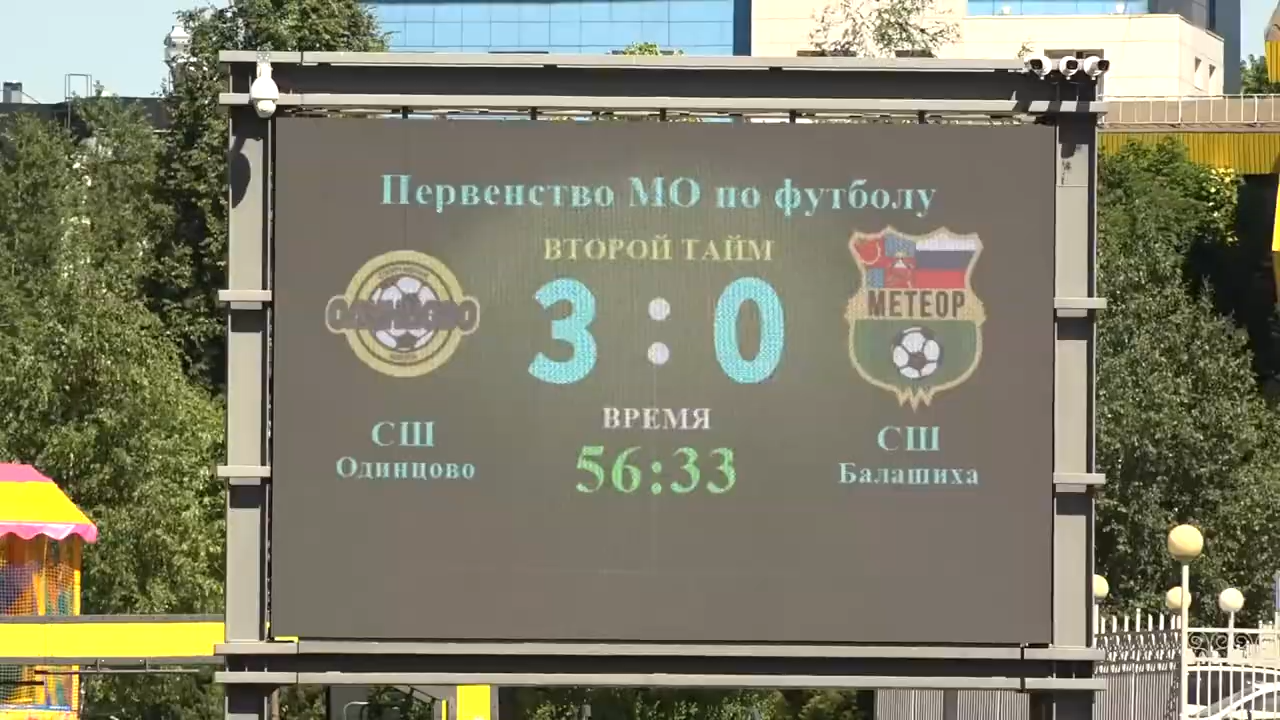 Первенство МО по футболу
ВТОРОЙ ТАЙМ
3 : 0
МЕТЕОР
ВРЕМЯ
56:33
СШ
Одинцово
СШ
Балашиха